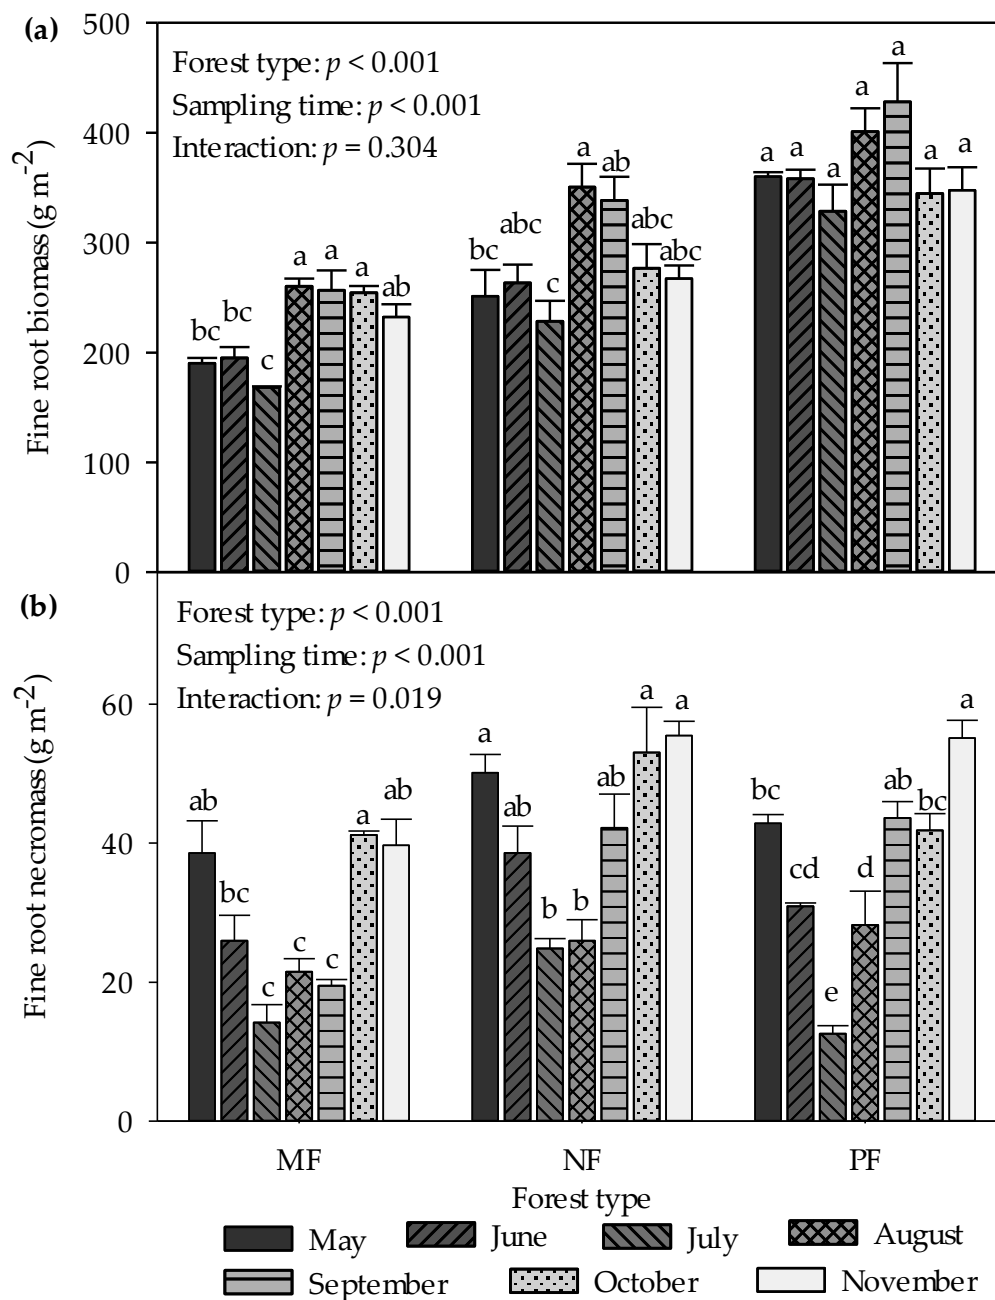 (a)
500
400
300
200
100
0
Fine root biomass (g m-2)
Forest type: p < 0.001
Sampling time: p < 0.001
Interaction: p = 0.304
bc bc c a a a ab
bc abc c a ab abc abc
a a a a a a a
(b)
60
40
20
0
Fine root necromass (g m-2)
Forest type: p < 0.001
Sampling time: p < 0.001
Interaction: p = 0.019
ab bc c c c a ab
a ab b b ab a a
bc cd e d ab bc a
MF NF PF
Forest type
May June July August
September October November